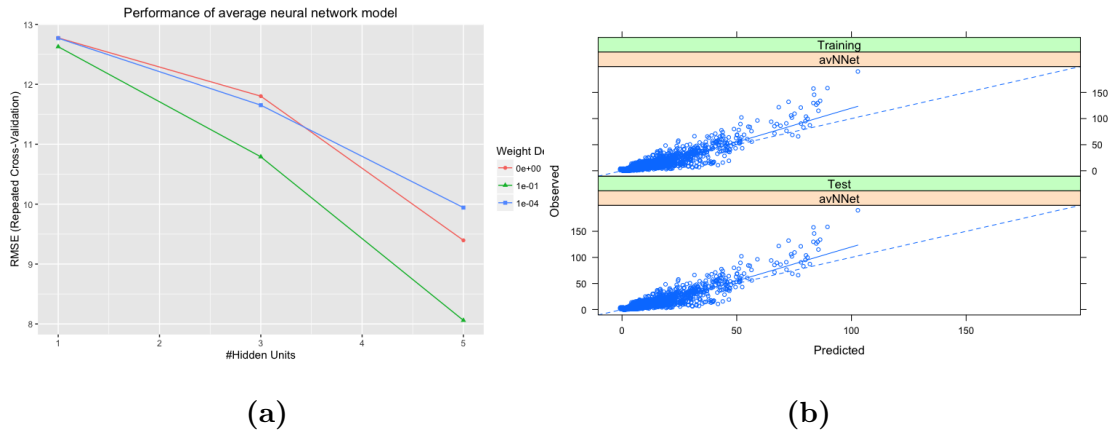 Performance of average neural network model
13
12
11
10
9
8
RMSE (Repeated Cross-Validation)
1
2
3
4
5
#Hidden Units
Weight De
0e+00
1e-01
1e-04
(a)
Training
avNNet
150
100
50
0
Test
avNNet
150
100
50
0
Observed
0
50
100
150
Predicted
(b)